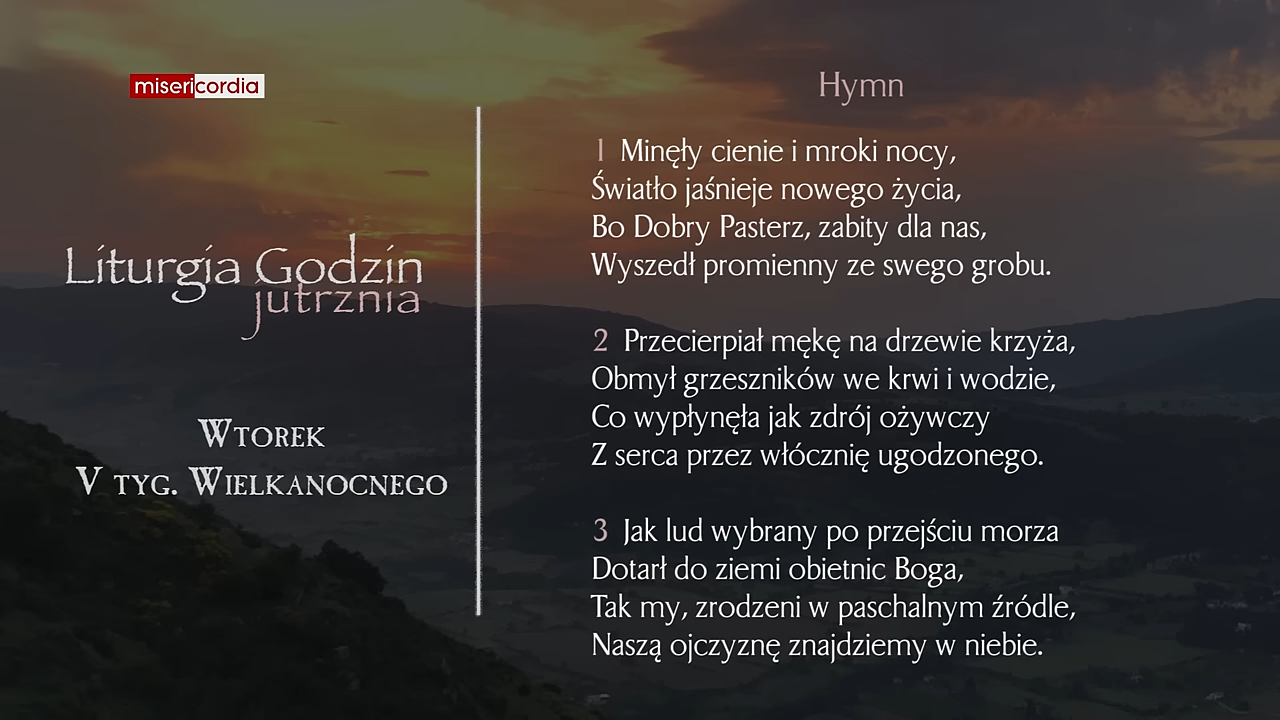 misericordia
Liturgia Godzin
jutrznia
Wtorek
V tyg. Wielkanocnego
Hymn
1 Minęły cienie i mroki nocy,
Światło jaśnieje nowego życia,
Bo Dobry Pasterz, zabity dla nas,
Wyszedł promienny ze swego grobu.
2 Przecierpiał mękę na drzewie krzyża,
Obmył grzeszników we krwi i wodzie,
Co wypłynęła jak zdrój ożywczy
Z serca przez włócznię ugodzonego.
3 Jak lud wybrany po przejściu morza
Dotarł do ziemi obietnic Boga,
Tak my, zrodzeni w paschalnym źródle,
Naszą ojczyznę znajdziemy w niebie.